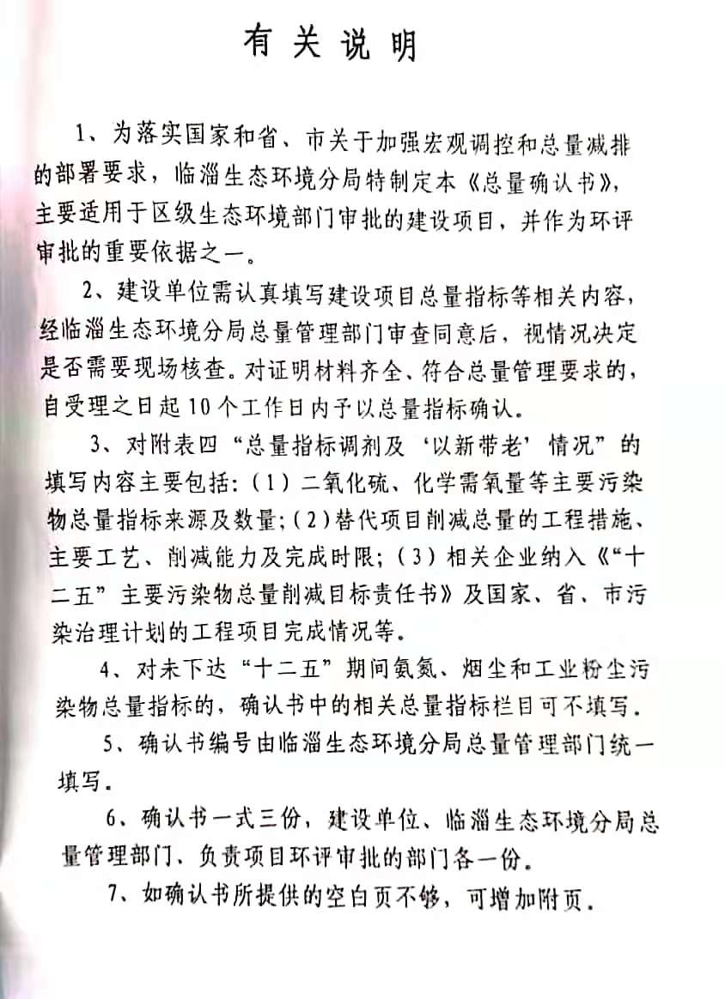 有关说明
1、为落实国家和省、市关于加强宏观调控和总量减排
的部署要求，临淄生态环境分局特制定本《总量确认书》，
主要适用于区级生态环境部门审批的建设项目，并作为环评
审批的重要依据之一。
2、建设单位需认真填写建设项目总量指标等相关内容，
经临淄生态环境分局总量管理部门审查同意后，视情况决定
是否需要现场核查。对证明材料齐全、符合总量管理要求的，
自受理之日起10个工作日内予以总量指标确认。
3、对附表四“总量指标调剂及‘以新带老’情况”的
填写内容主要包括：（1）二氧化硫、化学需氧量等主要污染
物总量指标来源及数量；（2）替代项目削减总量的工程措施、
主要工艺、削减能力及完成时限；（3）相关企业纳入《“十
二五”主要污染物总量削减目标责任书》及国家、省、市污
染治理计划的工程项目完成情况等。
4、对未下达“十二五”期间氨氮、烟尘和工业粉尘污
染物总量指标的，确认书中的相关总量指标栏目可不填写．
5、确认书编号由临淄生态环境分局总量管理部门统一
填写。
6、确认书一式三份，建设单位、临淄生态环境分局总
量管理部门、负责项目环评审批的部门各一份。
7、如确认书所提供的空白页不够，可增加附页．